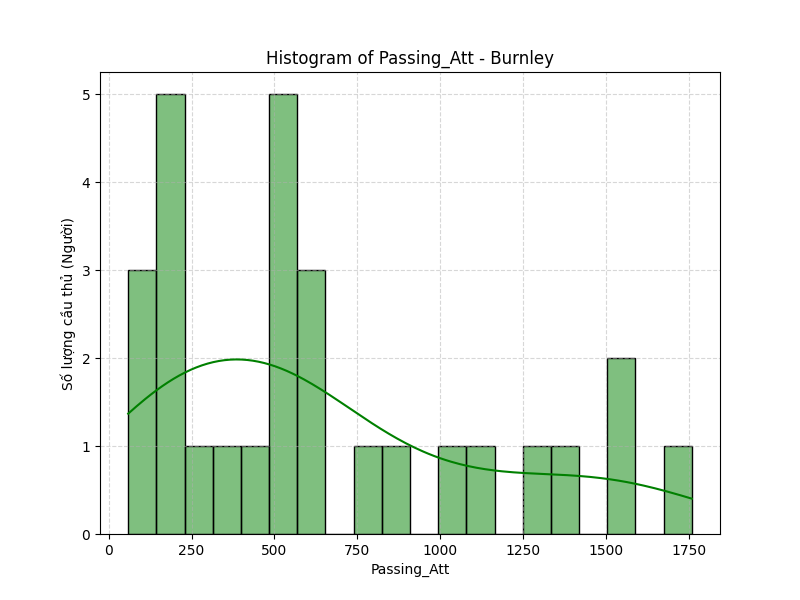 Histogram of Passing_Att - Burnley
Số lượng cầu thủ (Người)
5
4
3
2
1
0
0 250 500 750 1000 1250 1500 1750
Passing_Att